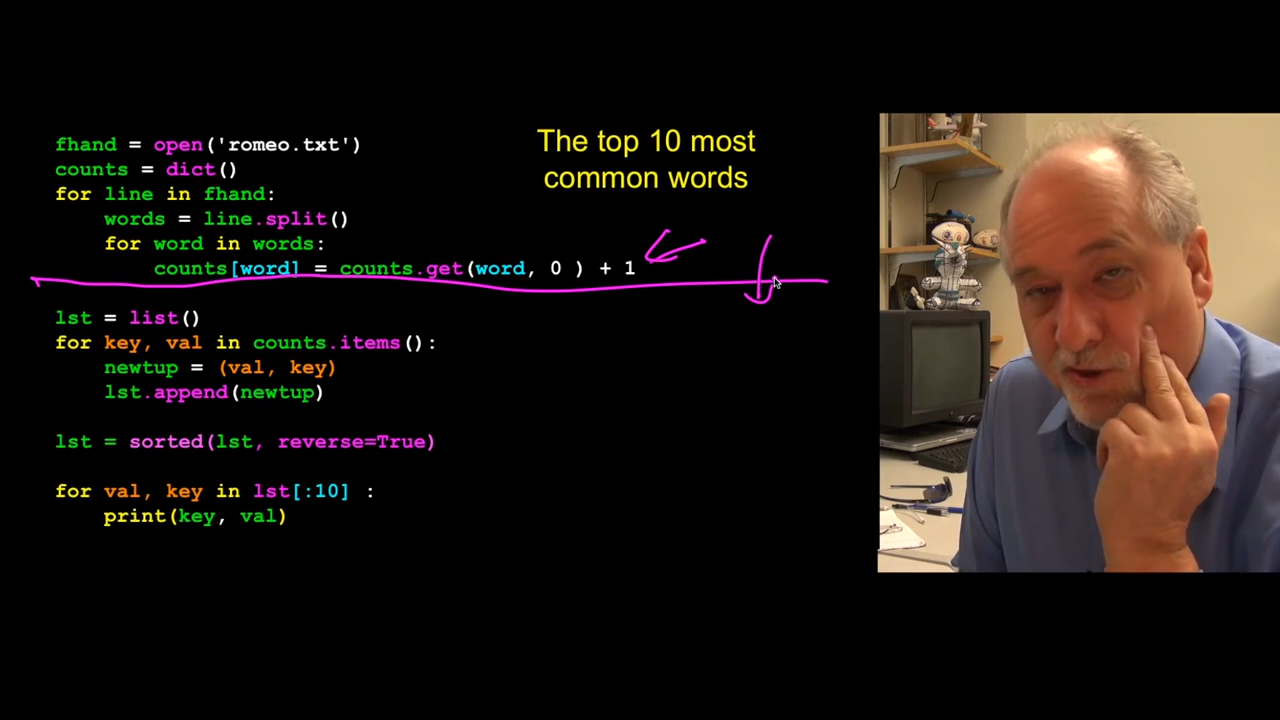 The top 10 most
common words
fhand = open('romeo.txt')
counts = dict()
for line in fhand:
    words = line.split()
    for word in words:
        counts[word] = counts.get(word, 0 ) + 1
lst = list()
for key, val in counts.items():
    newtup = (val, key)
    lst.append(newtup)
lst = sorted(lst, reverse=True)
for val, key in lst[:10] :
    print(key, val)